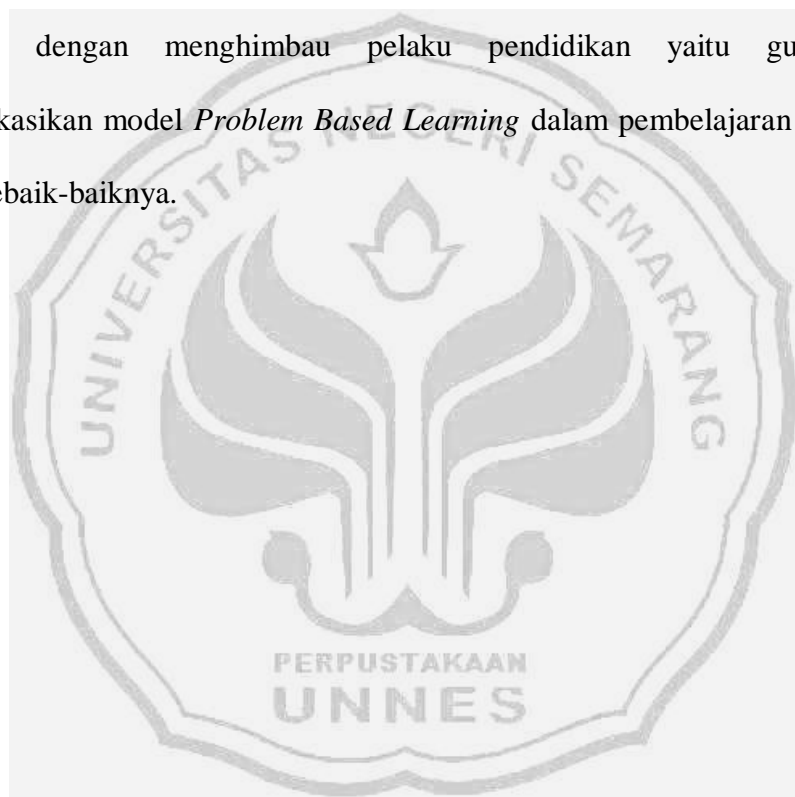 dengan menghimbau pelaku pendidikan yaitu gu
kasikan model Problem Based Learning dalam pembelajaran
ebaik-baiknya.
UNIVERSITAS NEGERI SEMARANG
PERPUSTAKAAN
UNNES